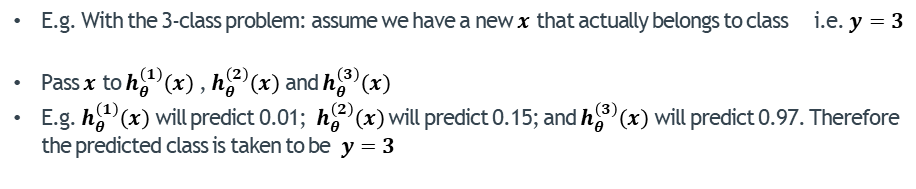 • E.g. With the 3-class problem: assume we have a new x that actually belongs to class i.e. y = 3
• Pass x to h_θ^(1)(x) , h_θ^(2)(x) and h_θ^(3)(x)
• E.g. h_θ^(1)(x) will predict 0.01; h_θ^(2)(x) will predict 0.15; and h_θ^(3)(x) will predict 0.97. Therefore
the predicted class is taken to be y = 3